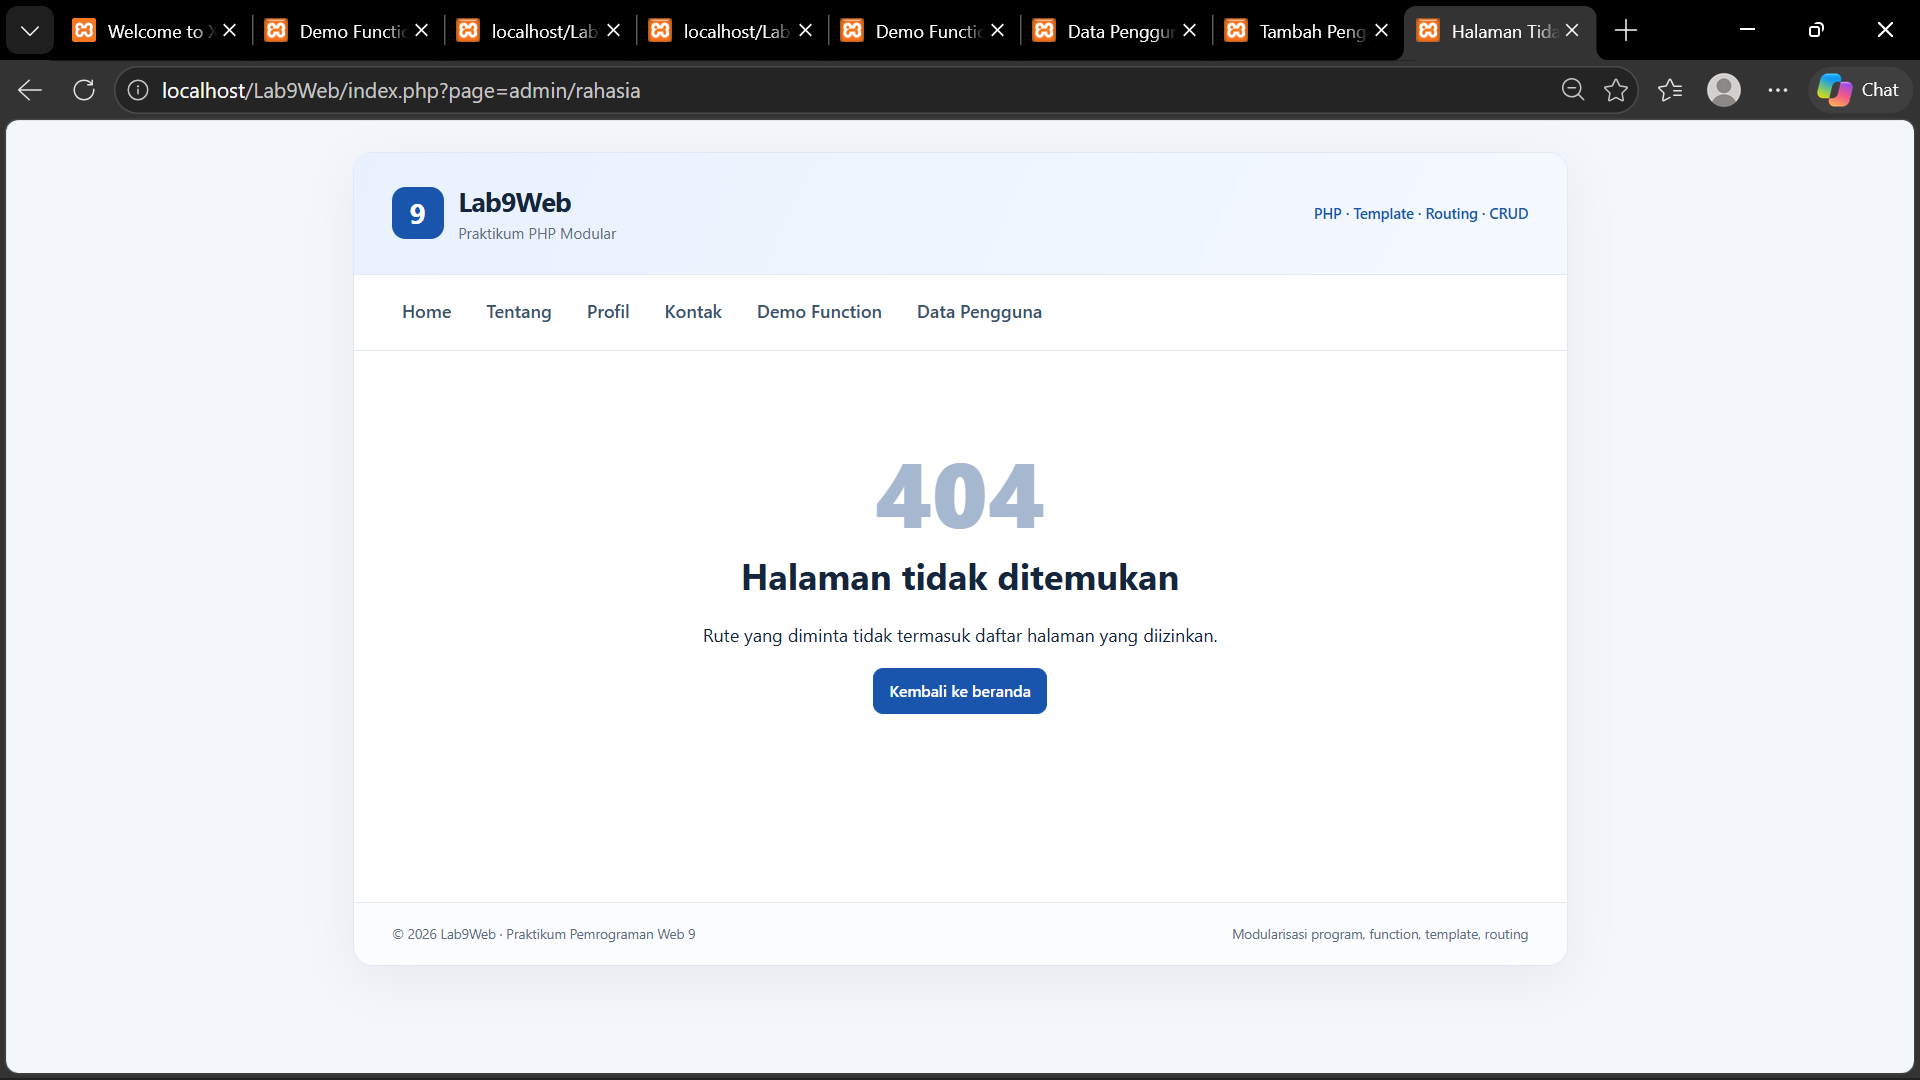 Welcome to
Demo Functi
localhost/Lab
localhost/Lab
Demo Functi
Data Penggu
Tambah Peng
Halaman Tida
localhost/Lab9Web/index.php?page=admin/rahasia
Chat
9
Lab9Web
Praktikum PHP Modular
PHP · Template · Routing · CRUD
Home
Tentang
Profil
Kontak
Demo Function
Data Pengguna
404
Halaman tidak ditemukan
Rute yang diminta tidak termasuk daftar halaman yang diizinkan.
Kembali ke beranda
© 2026 Lab9Web · Praktikum Pemrograman Web 9
Modularisasi program, function, template, routing